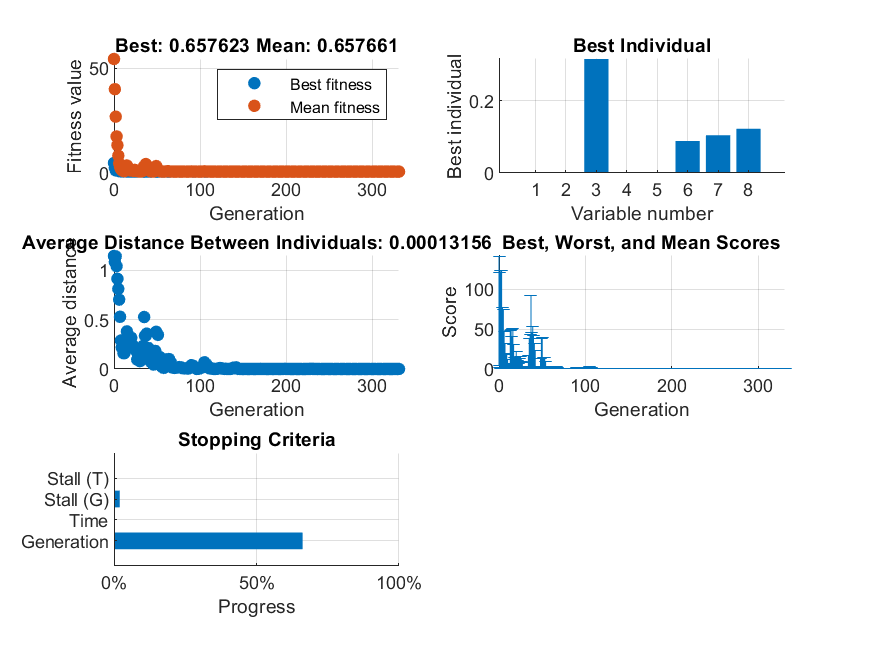 Best: 0.657623 Mean: 0.657661
Fitness value
50
0
Best fitness
Mean fitness
0 100 200 300
Generation
Best Individual
Best individual
0.2
0
1 2 3 4 5 6 7 8
Variable number
Average Distance Between Individuals: 0.00013156
Average distance
1
0.5
0
0 100 200 300
Generation
Best, Worst, and Mean Scores
Score
100
50
0
0 100 200 300
Generation
Stopping Criteria
Stall (T)
Stall (G)
Time
Generation
0% 50% 100%
Progress